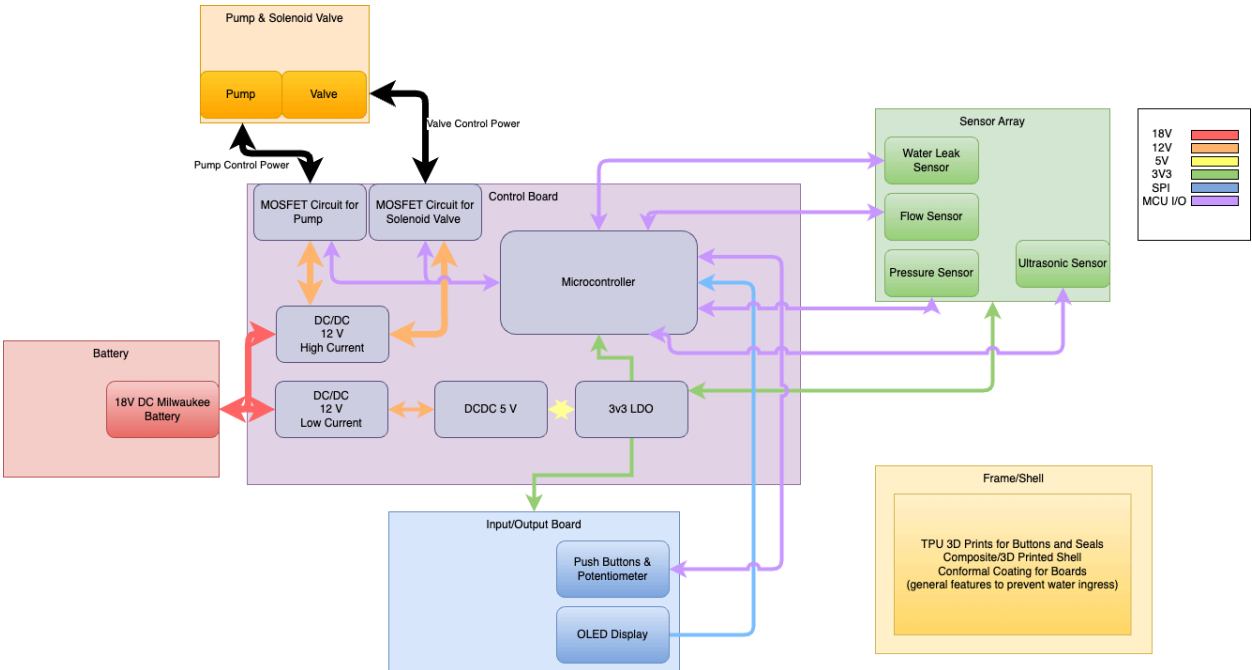 Pump & Solenoid Valve
Pump
Valve
Valve Control Power
Pump Control Power
Control Board
MOSFET Circuit for
Pump
MOSFET Circuit for
Solenoid Valve
Microcontroller
DC/DC
12 V
High Current
DC/DC
12 V
Low Current
DCDC 5 V
3v3 LDO
Battery
18V DC Milwaukee
Battery
Sensor Array
Water Leak
Sensor
Flow Sensor
Pressure Sensor
Ultrasonic Sensor
18V
12V
5V
3V3
SPI
MCU I/O
Input/Output Board
Push Buttons &
Potentiometer
OLED Display
Frame/Shell
TPU 3D Prints for Buttons and Seals
Composite/3D Printed Shell
Conformal Coating for Boards
(general features to prevent water ingress)